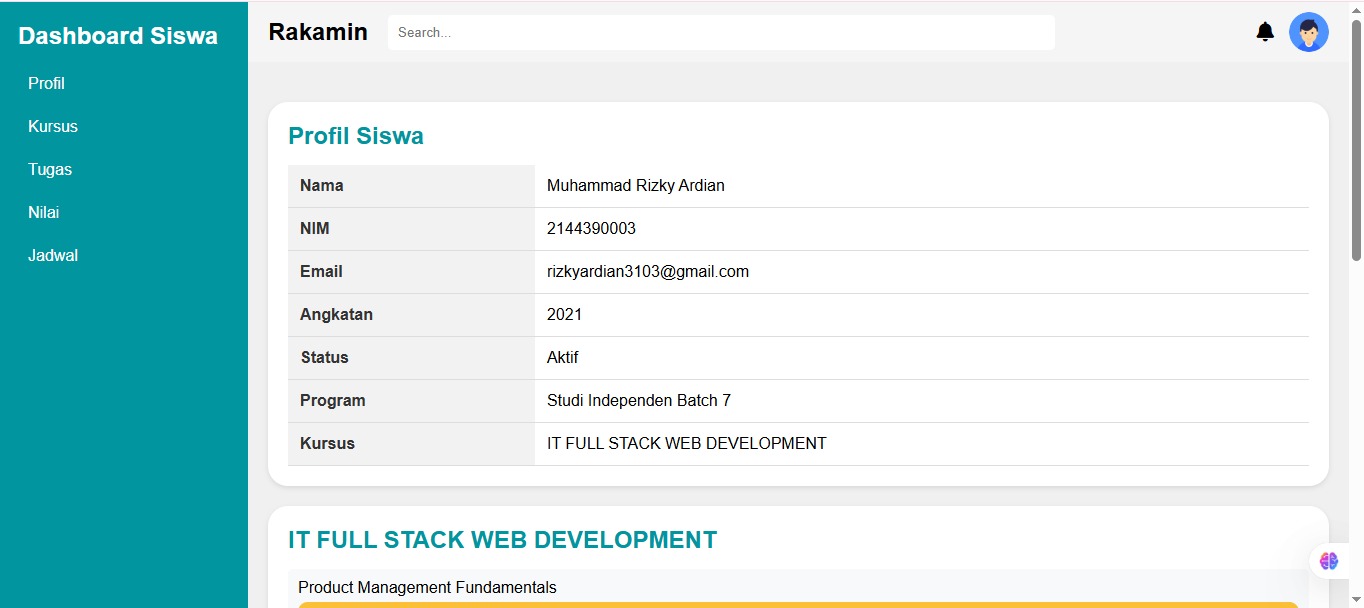 Dashboard Siswa
Profil
Kursus
Tugas
Nilai
Jadwal
Rakamin
Search...
Profil Siswa
Nama Muhammad Rizky Ardian
NIM 2144390003
Email rizkyardian3103@gmail.com
Angkatan 2021
Status Aktif
Program Studi Independen Batch 7
Kursus IT FULL STACK WEB DEVELOPMENT
IT FULL STACK WEB DEVELOPMENT
Product Management Fundamentals